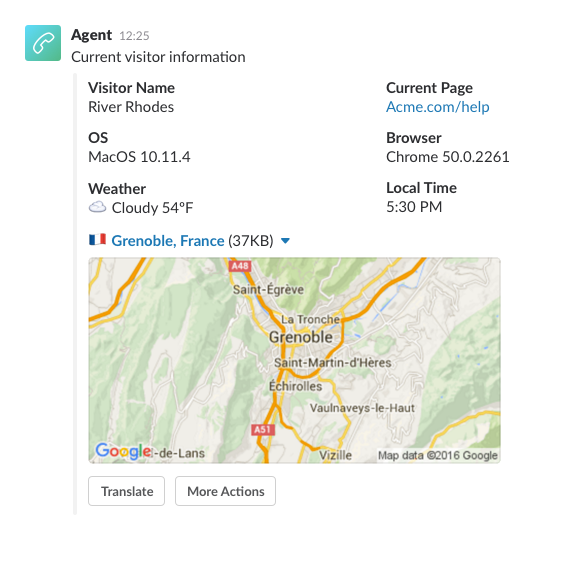 Agent 12:25
Current visitor information
Visitor Name
River Rhodes
Current Page
Acme.com/help
OS
MacOS 10.11.4
Browser
Chrome 50.0.2261
Weather
Cloudy 54°F
Local Time
5:30 PM
Grenoble, France (37KB)
A48
Saint-Égrève
La Tronche
Grenoble
Saint-Martin-d'Hères
Échirolles
Vaulnaveys-le-Haut
A51
Google
-de-Lans
Vizille
Map data ©2016 Google
Translate
More Actions